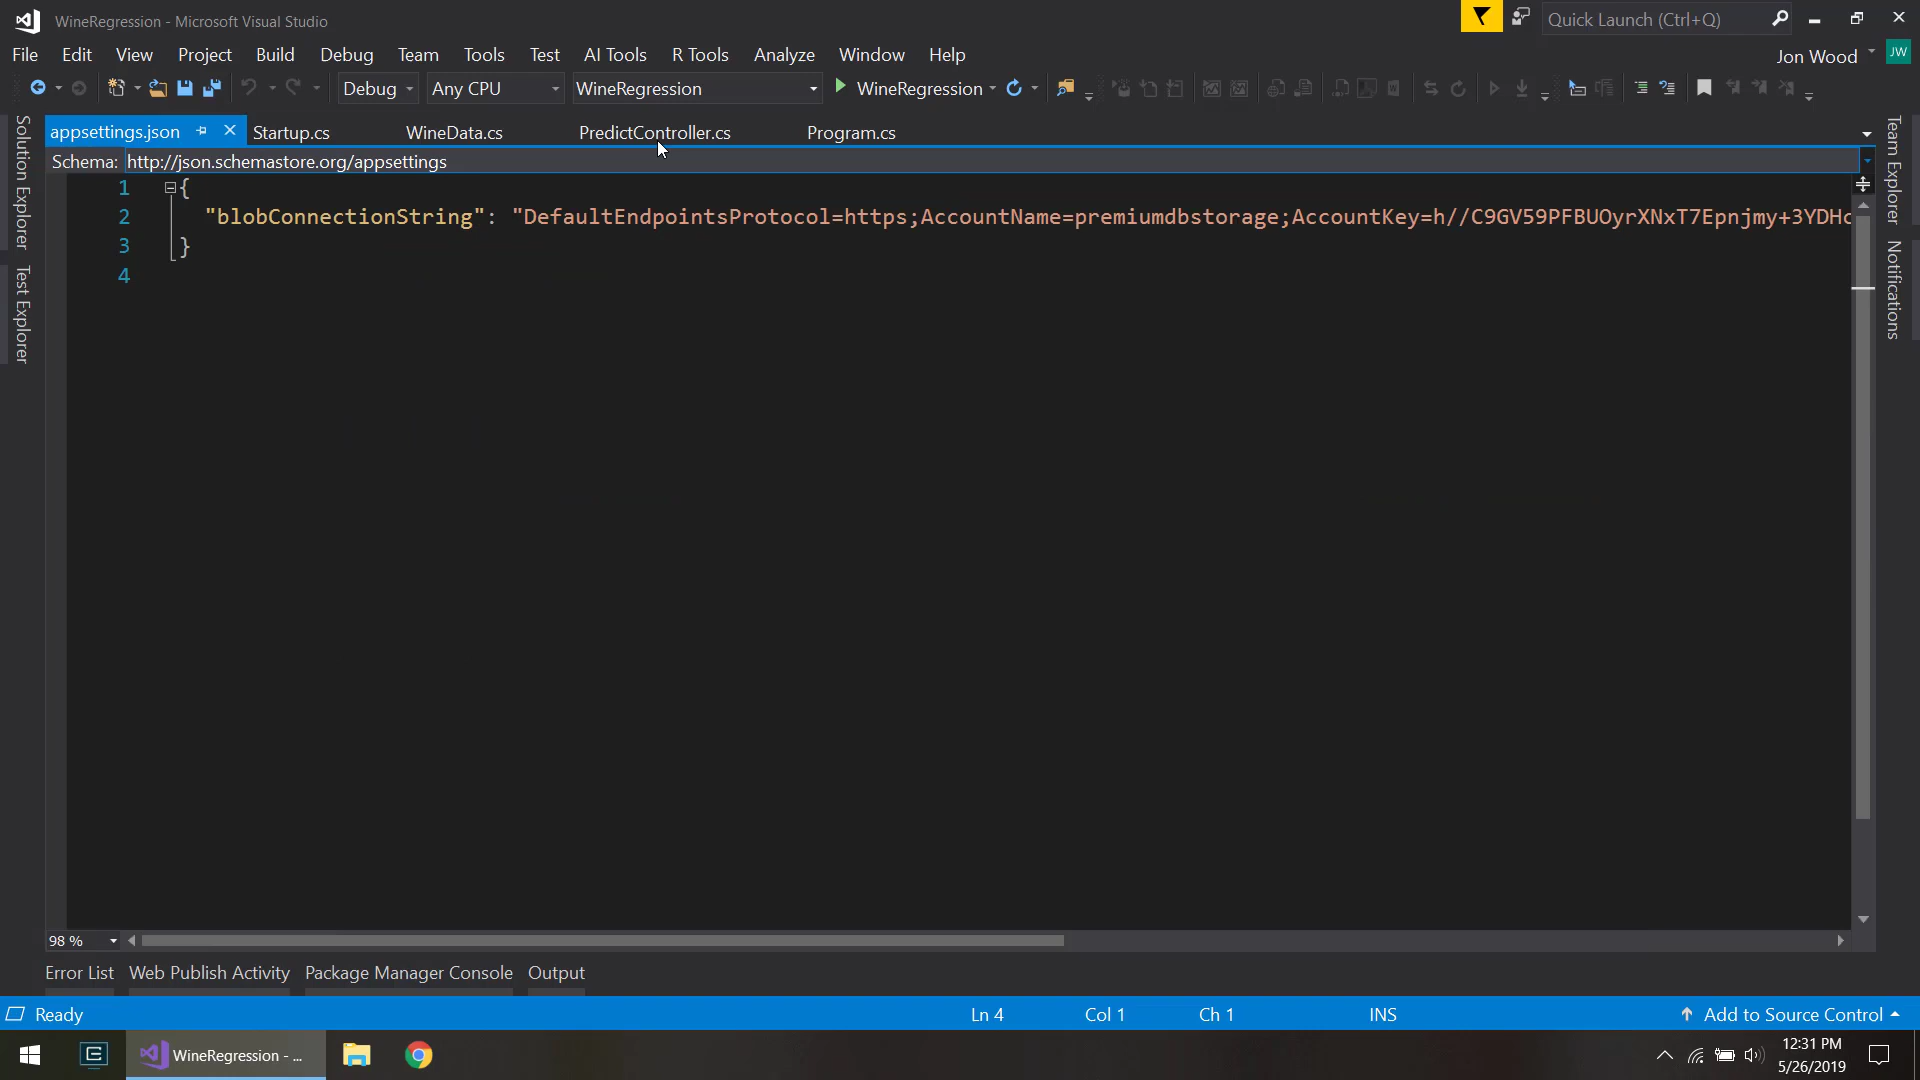 WineRegression - Microsoft Visual Studio
Quick Launch (Ctrl+Q)
File Edit View Project Build Debug Team Tools Test AI Tools R Tools Analyze Window Help
Jon Wood JW
Debug Any CPU WineRegression WineRegression
appsettings.json Startup.cs WineData.cs PredictController.cs Program.cs
Schema: http://json.schemastore.org/appsettings
1 {
2 "blobConnectionString": "DefaultEndpointsProtocol=https;AccountName=premiumdbstorage;AccountKey=h//C9GV59PFBUOyrXNxT7Epnjmy+3YDHc
3 }
4
Solution Explorer
Test Explorer
Team Explorer
Notifications
98 %
Error List Web Publish Activity Package Manager Console Output
Ready Ln 4 Col 1 Ch 1 INS Add to Source Control
WineRegression - ...
12:31 PM
5/26/2019